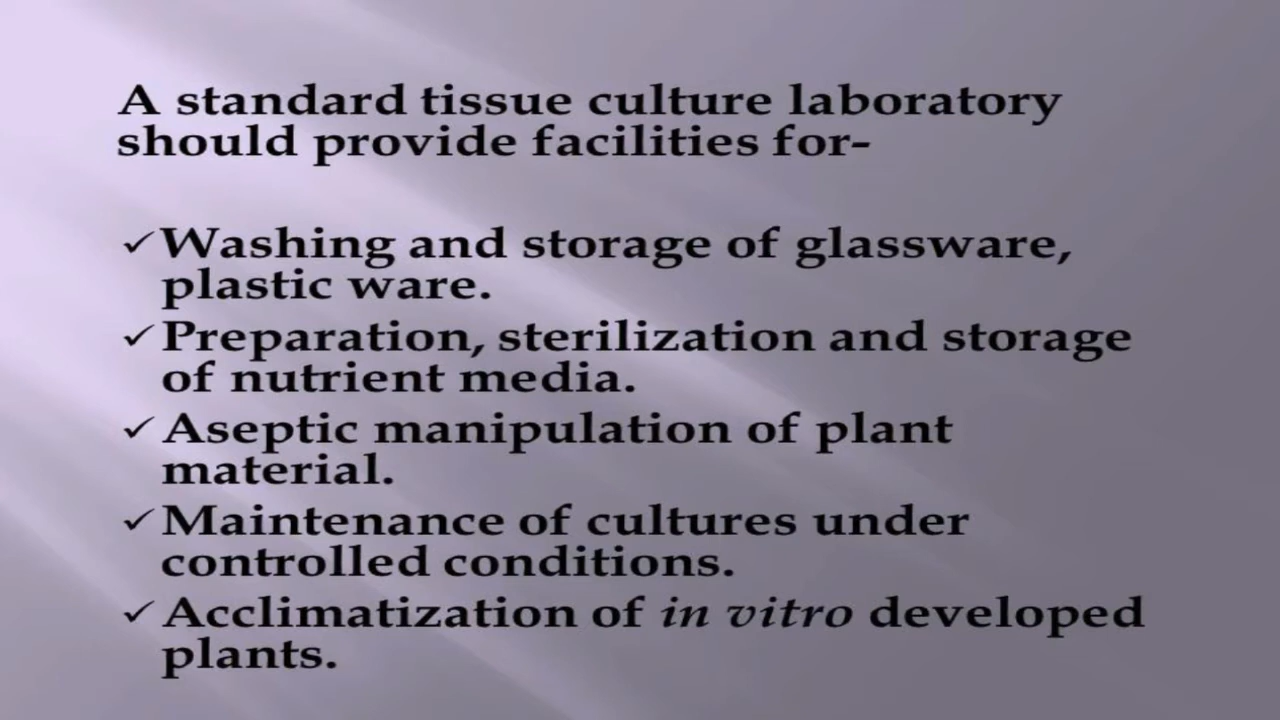 A standard tissue culture laboratory
should provide facilities for-
✓Washing and storage of glassware,
plastic ware.
✓Preparation, sterilization and storage
of nutrient media.
✓Aseptic manipulation of plant
material.
✓Maintenance of cultures under
controlled conditions.
✓Acclimatization of in vitro developed
plants.